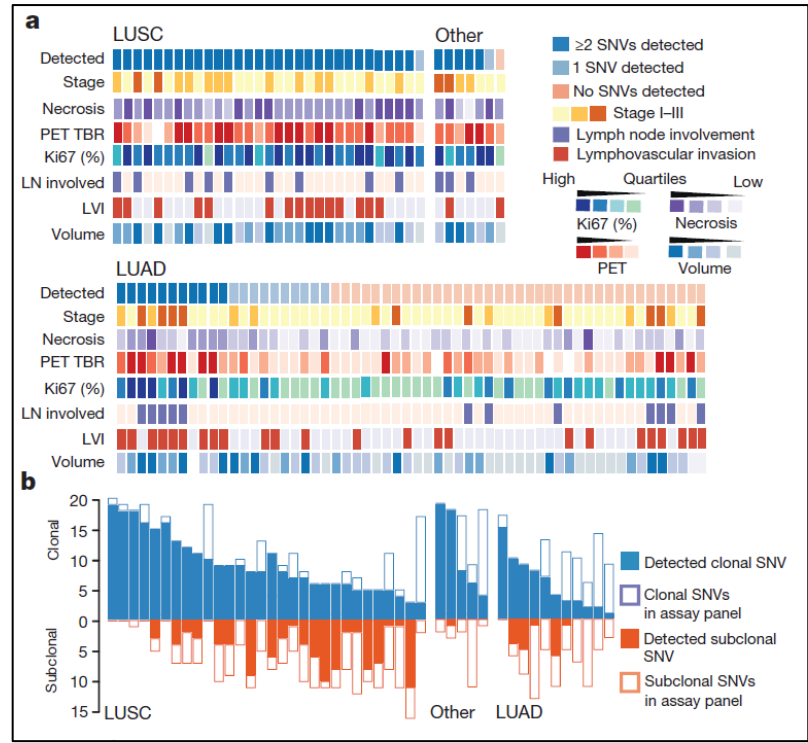 a
LUSC
Other
Detected
Stage
Necrosis
PET TBR
Ki67 (%)
LN involved
LVI
Volume
≥2 SNVs detected
1 SNV detected
No SNVs detected
Stage I–III
Lymph node involvement
Lymphovascular invasion
High Quartiles Low
Ki67 (%) Necrosis
PET Volume
LUAD
Detected
Stage
Necrosis
PET TBR
Ki67 (%)
LN involved
LVI
Volume
b
20
15
10
5
0
5
10
15
Clonal
Subclonal
LUSC
Other
LUAD
Detected clonal SNV
Clonal SNVs
in assay panel
Detected subclonal
SNV
Subclonal SNVs
in assay panel